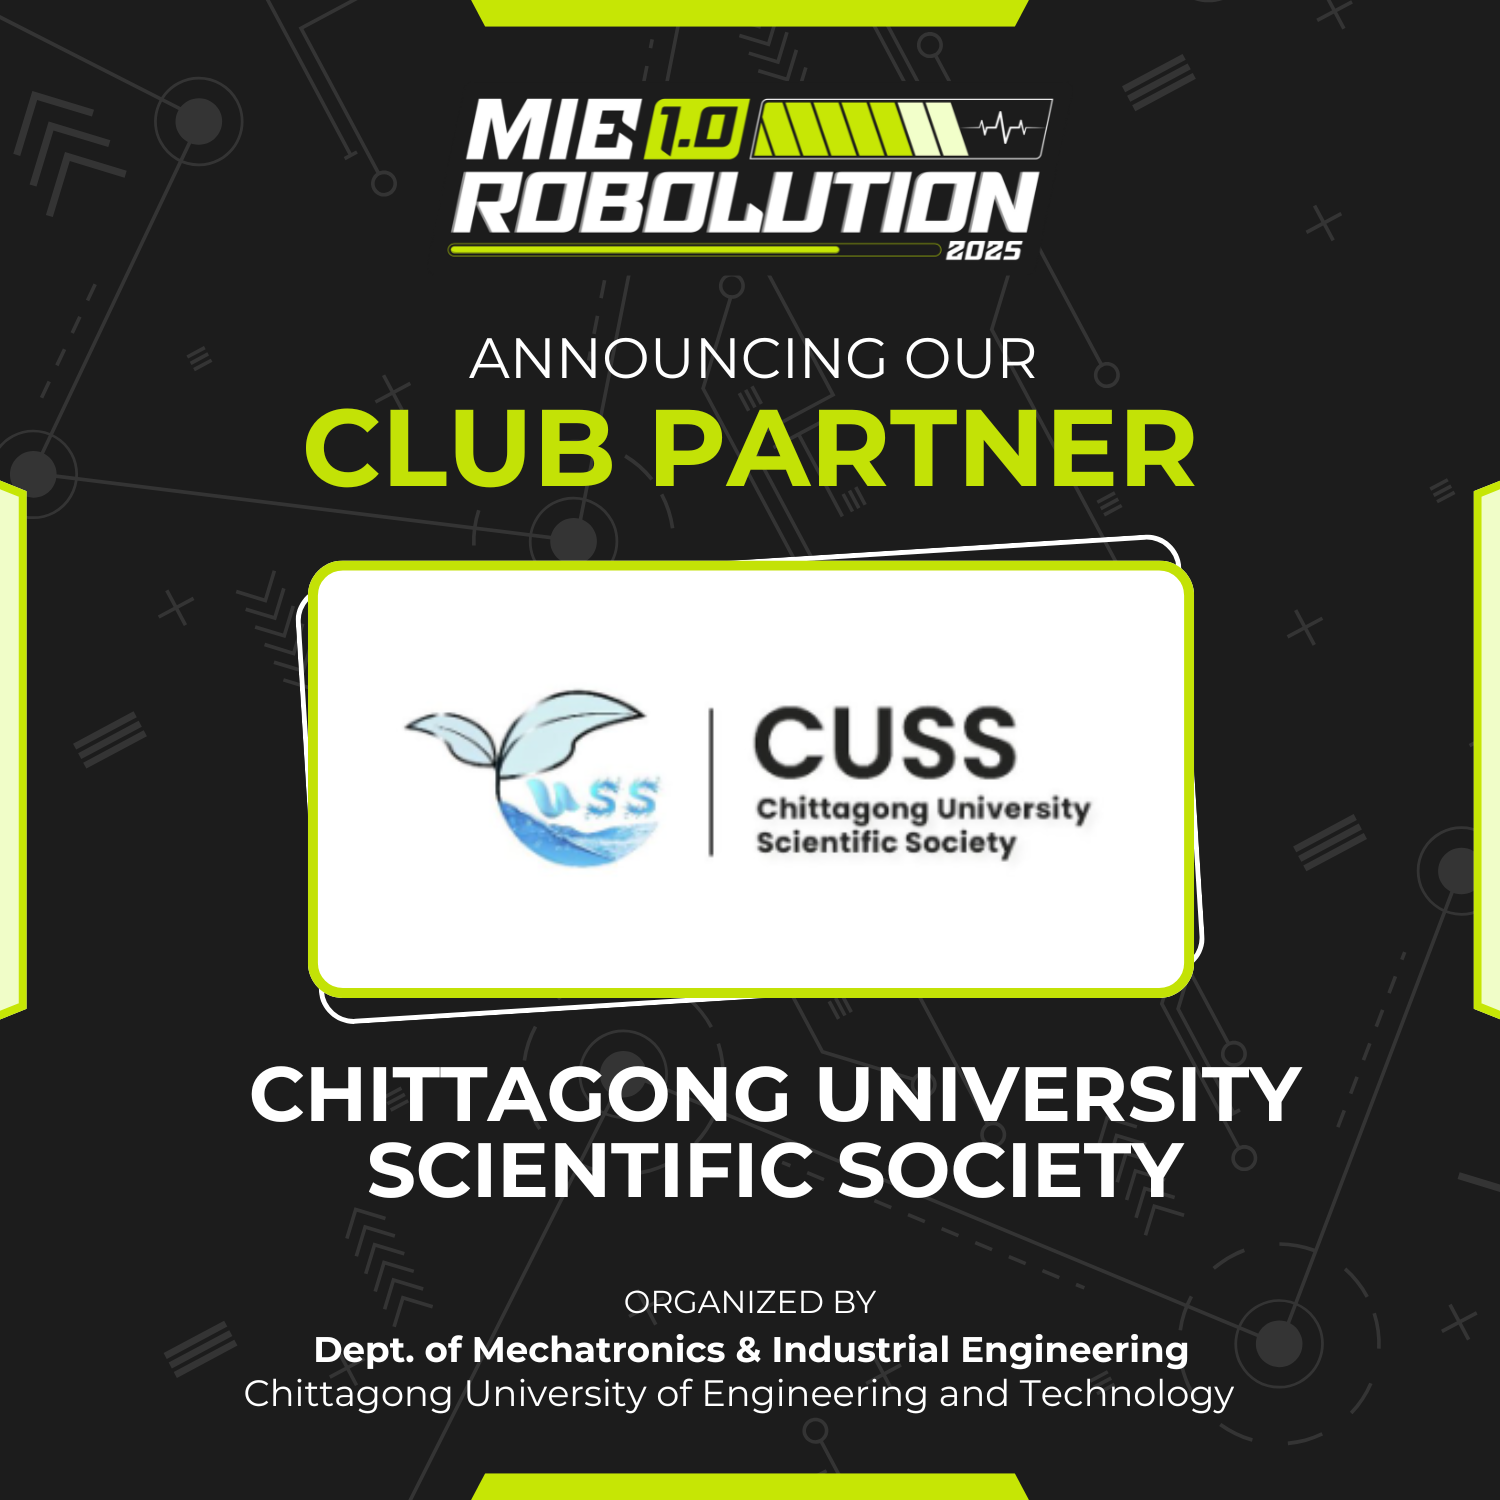 MIE 1.0
ROBOLUTION
2025
ANNOUNCING OUR
CLUB PARTNER
uss
CUSS
Chittagong University
Scientific Society
CHITTAGONG UNIVERSITY
SCIENTIFIC SOCIETY
ORGANIZED BY
Dept. of Mechatronics & Industrial Engineering
Chittagong University of Engineering and Technology